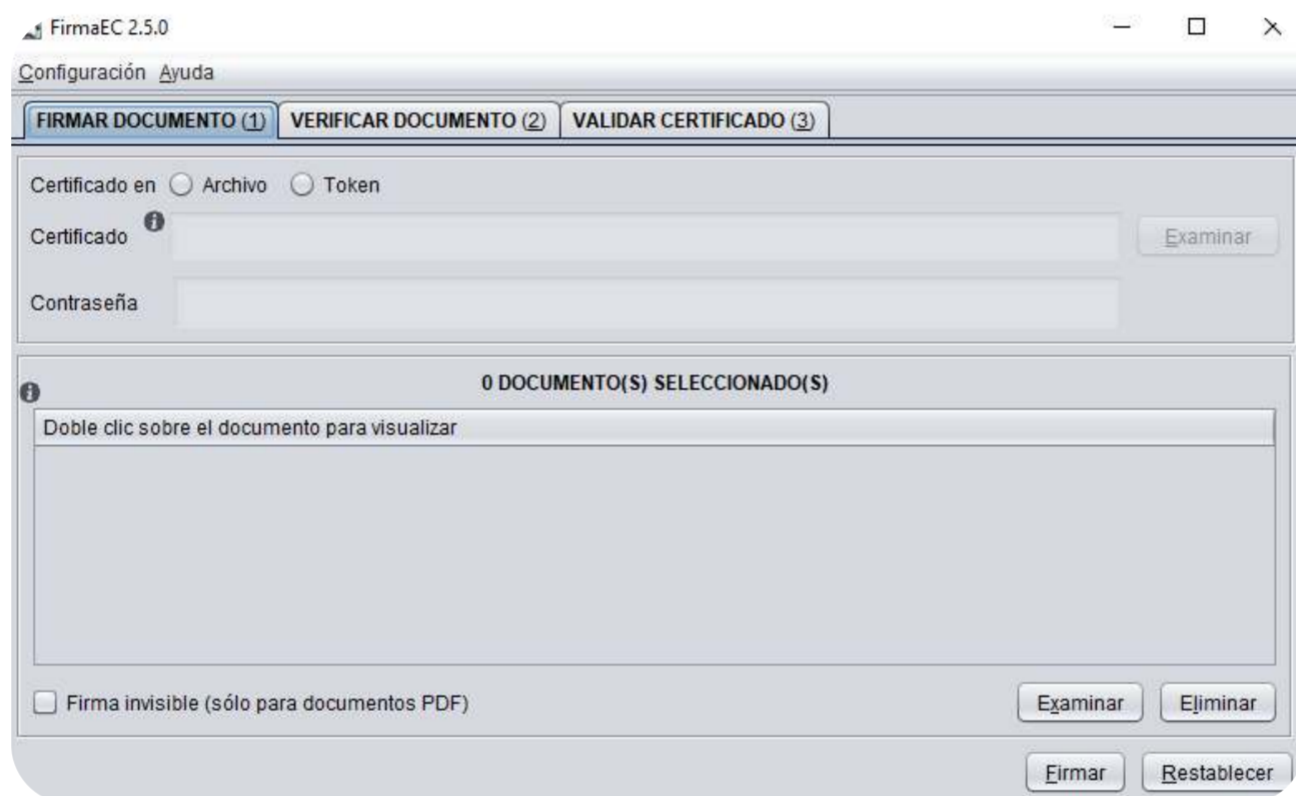 FirmaEC 2.5.0
Configuración Ayuda
FIRMAR DOCUMENTO (1) VERIFICAR DOCUMENTO (2) VALIDAR CERTIFICADO (3)
Certificado en Archivo Token
Certificado Examinar
Contraseña
0 DOCUMENTO(S) SELECCIONADO(S)
Doble clic sobre el documento para visualizar
Firma invisible (sólo para documentos PDF) Examinar Eliminar
Firmar Restablecer